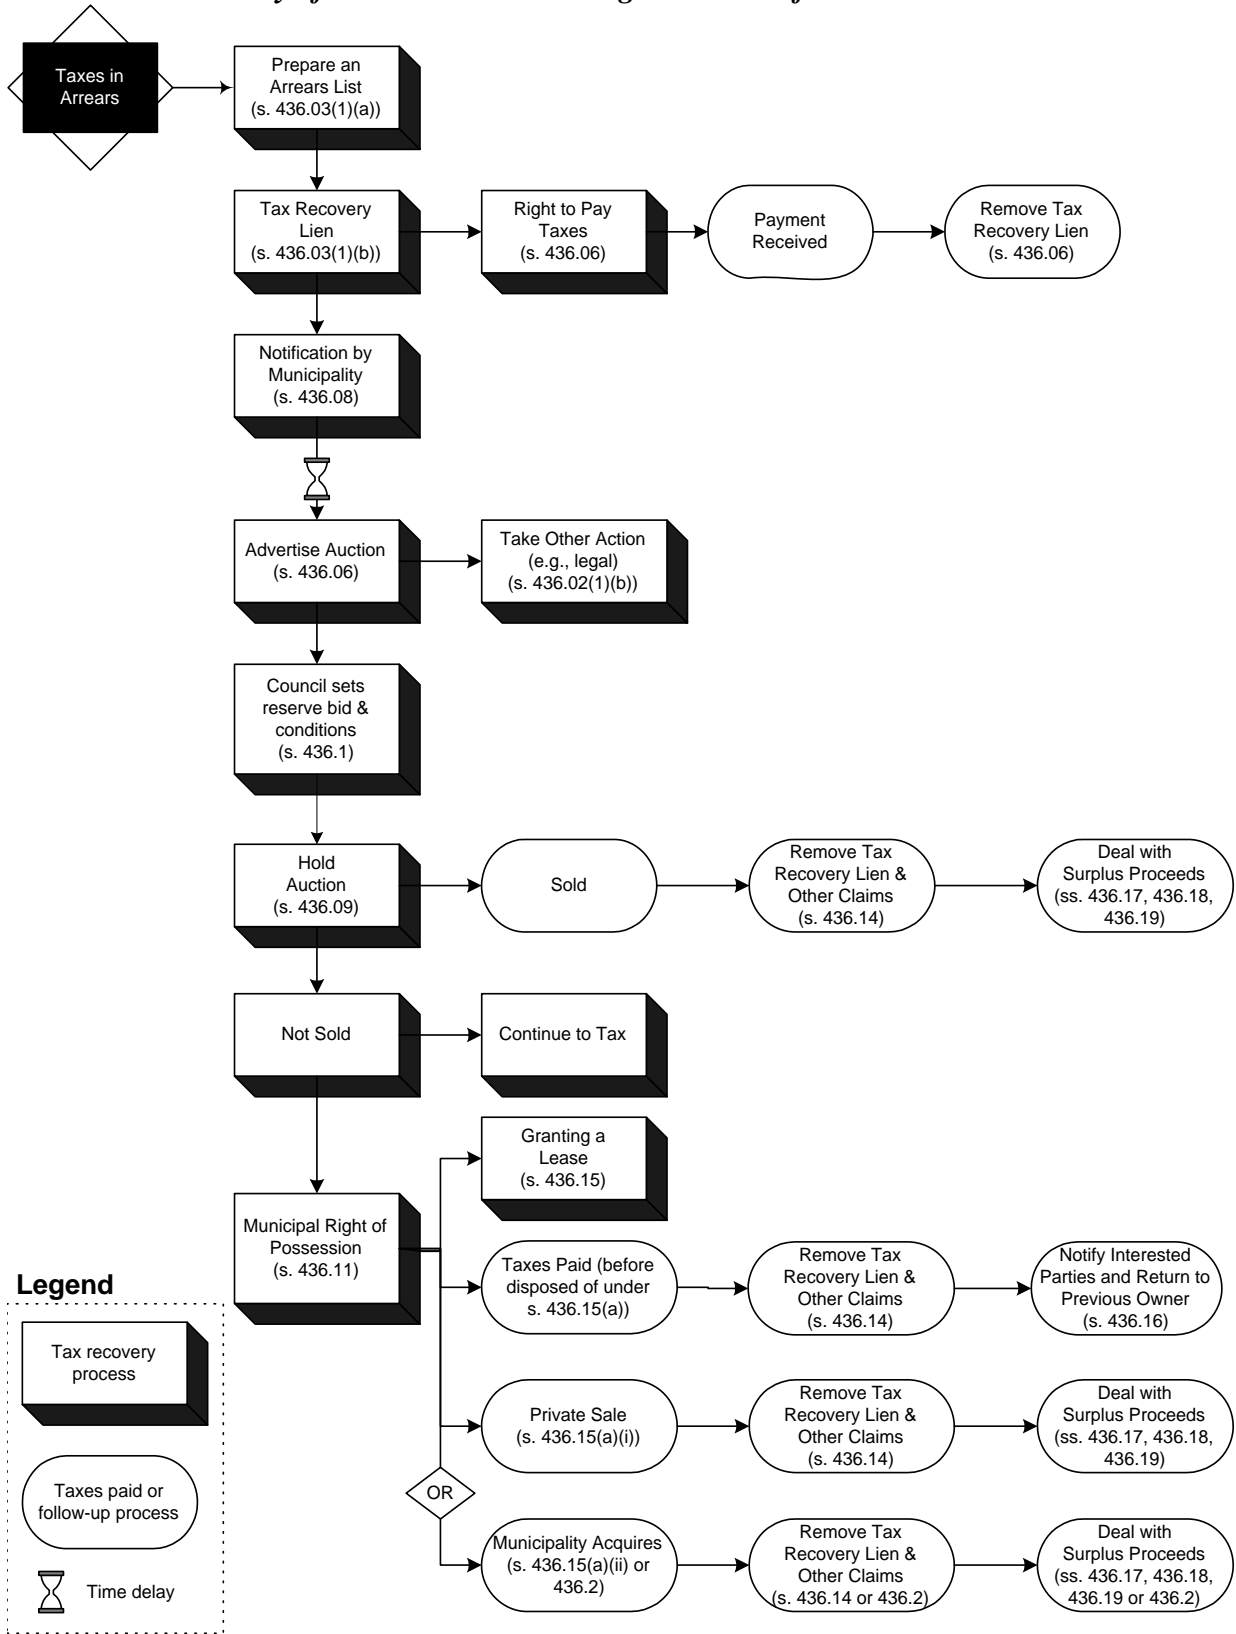 Taxes in
Arrears
Prepare an
Arrears List
(s. 436.03(1)(a))
Tax Recovery
Lien
(s. 436.03(1)(b))
Right to Pay
Taxes
(s. 436.06)
Payment
Received
Remove Tax
Recovery Lien
(s. 436.06)
Notification by
Municipality
(s. 436.08)
Advertise Auction
(s. 436.06)
Take Other Action
(e.g., legal)
(s. 436.02(1)(b))
Council sets
reserve bid &
conditions
(s. 436.1)
Hold
Auction
(s. 436.09)
Sold
Remove Tax
Recovery Lien &
Other Claims
(s. 436.14)
Deal with
Surplus Proceeds
(ss. 436.17, 436.18,
436.19)
Not Sold
Continue to Tax
Granting a
Lease
(s. 436.15)
Municipal Right of
Possession
(s. 436.11)
Taxes Paid (before
disposed of under
s. 436.15(a))
Remove Tax
Recovery Lien &
Other Claims
(s. 436.14)
Notify Interested
Parties and Return to
Previous Owner
(s. 436.16)
Private Sale
(s. 436.15(a)(i))
Remove Tax
Recovery Lien &
Other Claims
(s. 436.14)
Deal with
Surplus Proceeds
(ss. 436.17, 436.18,
436.19)
OR
Municipality Acquires
(s. 436.15(a)(ii) or
436.2)
Remove Tax
Recovery Lien &
Other Claims
(s. 436.14 or 436.2)
Deal with
Surplus Proceeds
(ss. 436.17, 436.18,
436.19 or 436.2)
Legend
Tax recovery
process
Taxes paid or
follow-up process
Time delay